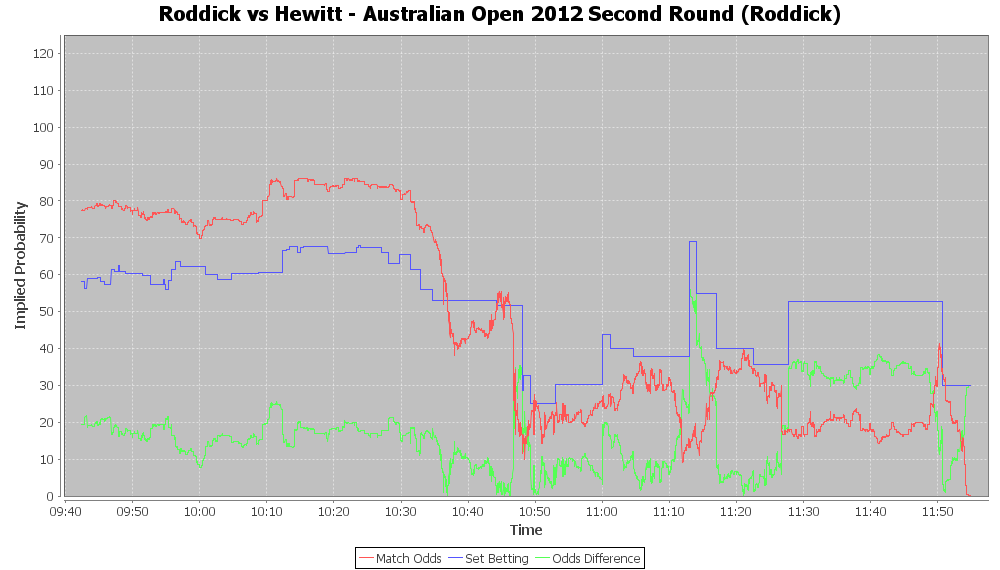 Roddick vs Hewitt - Australian Open 2012 Second Round (Roddick)
Implied Probability
120
110
100
90
80
70
60
50
40
30
20
10
0
09:40 09:50 10:00 10:10 10:20 10:30 10:40 10:50 11:00 11:10 11:20 11:30 11:40 11:50
Time
Match Odds Set Betting Odds Difference